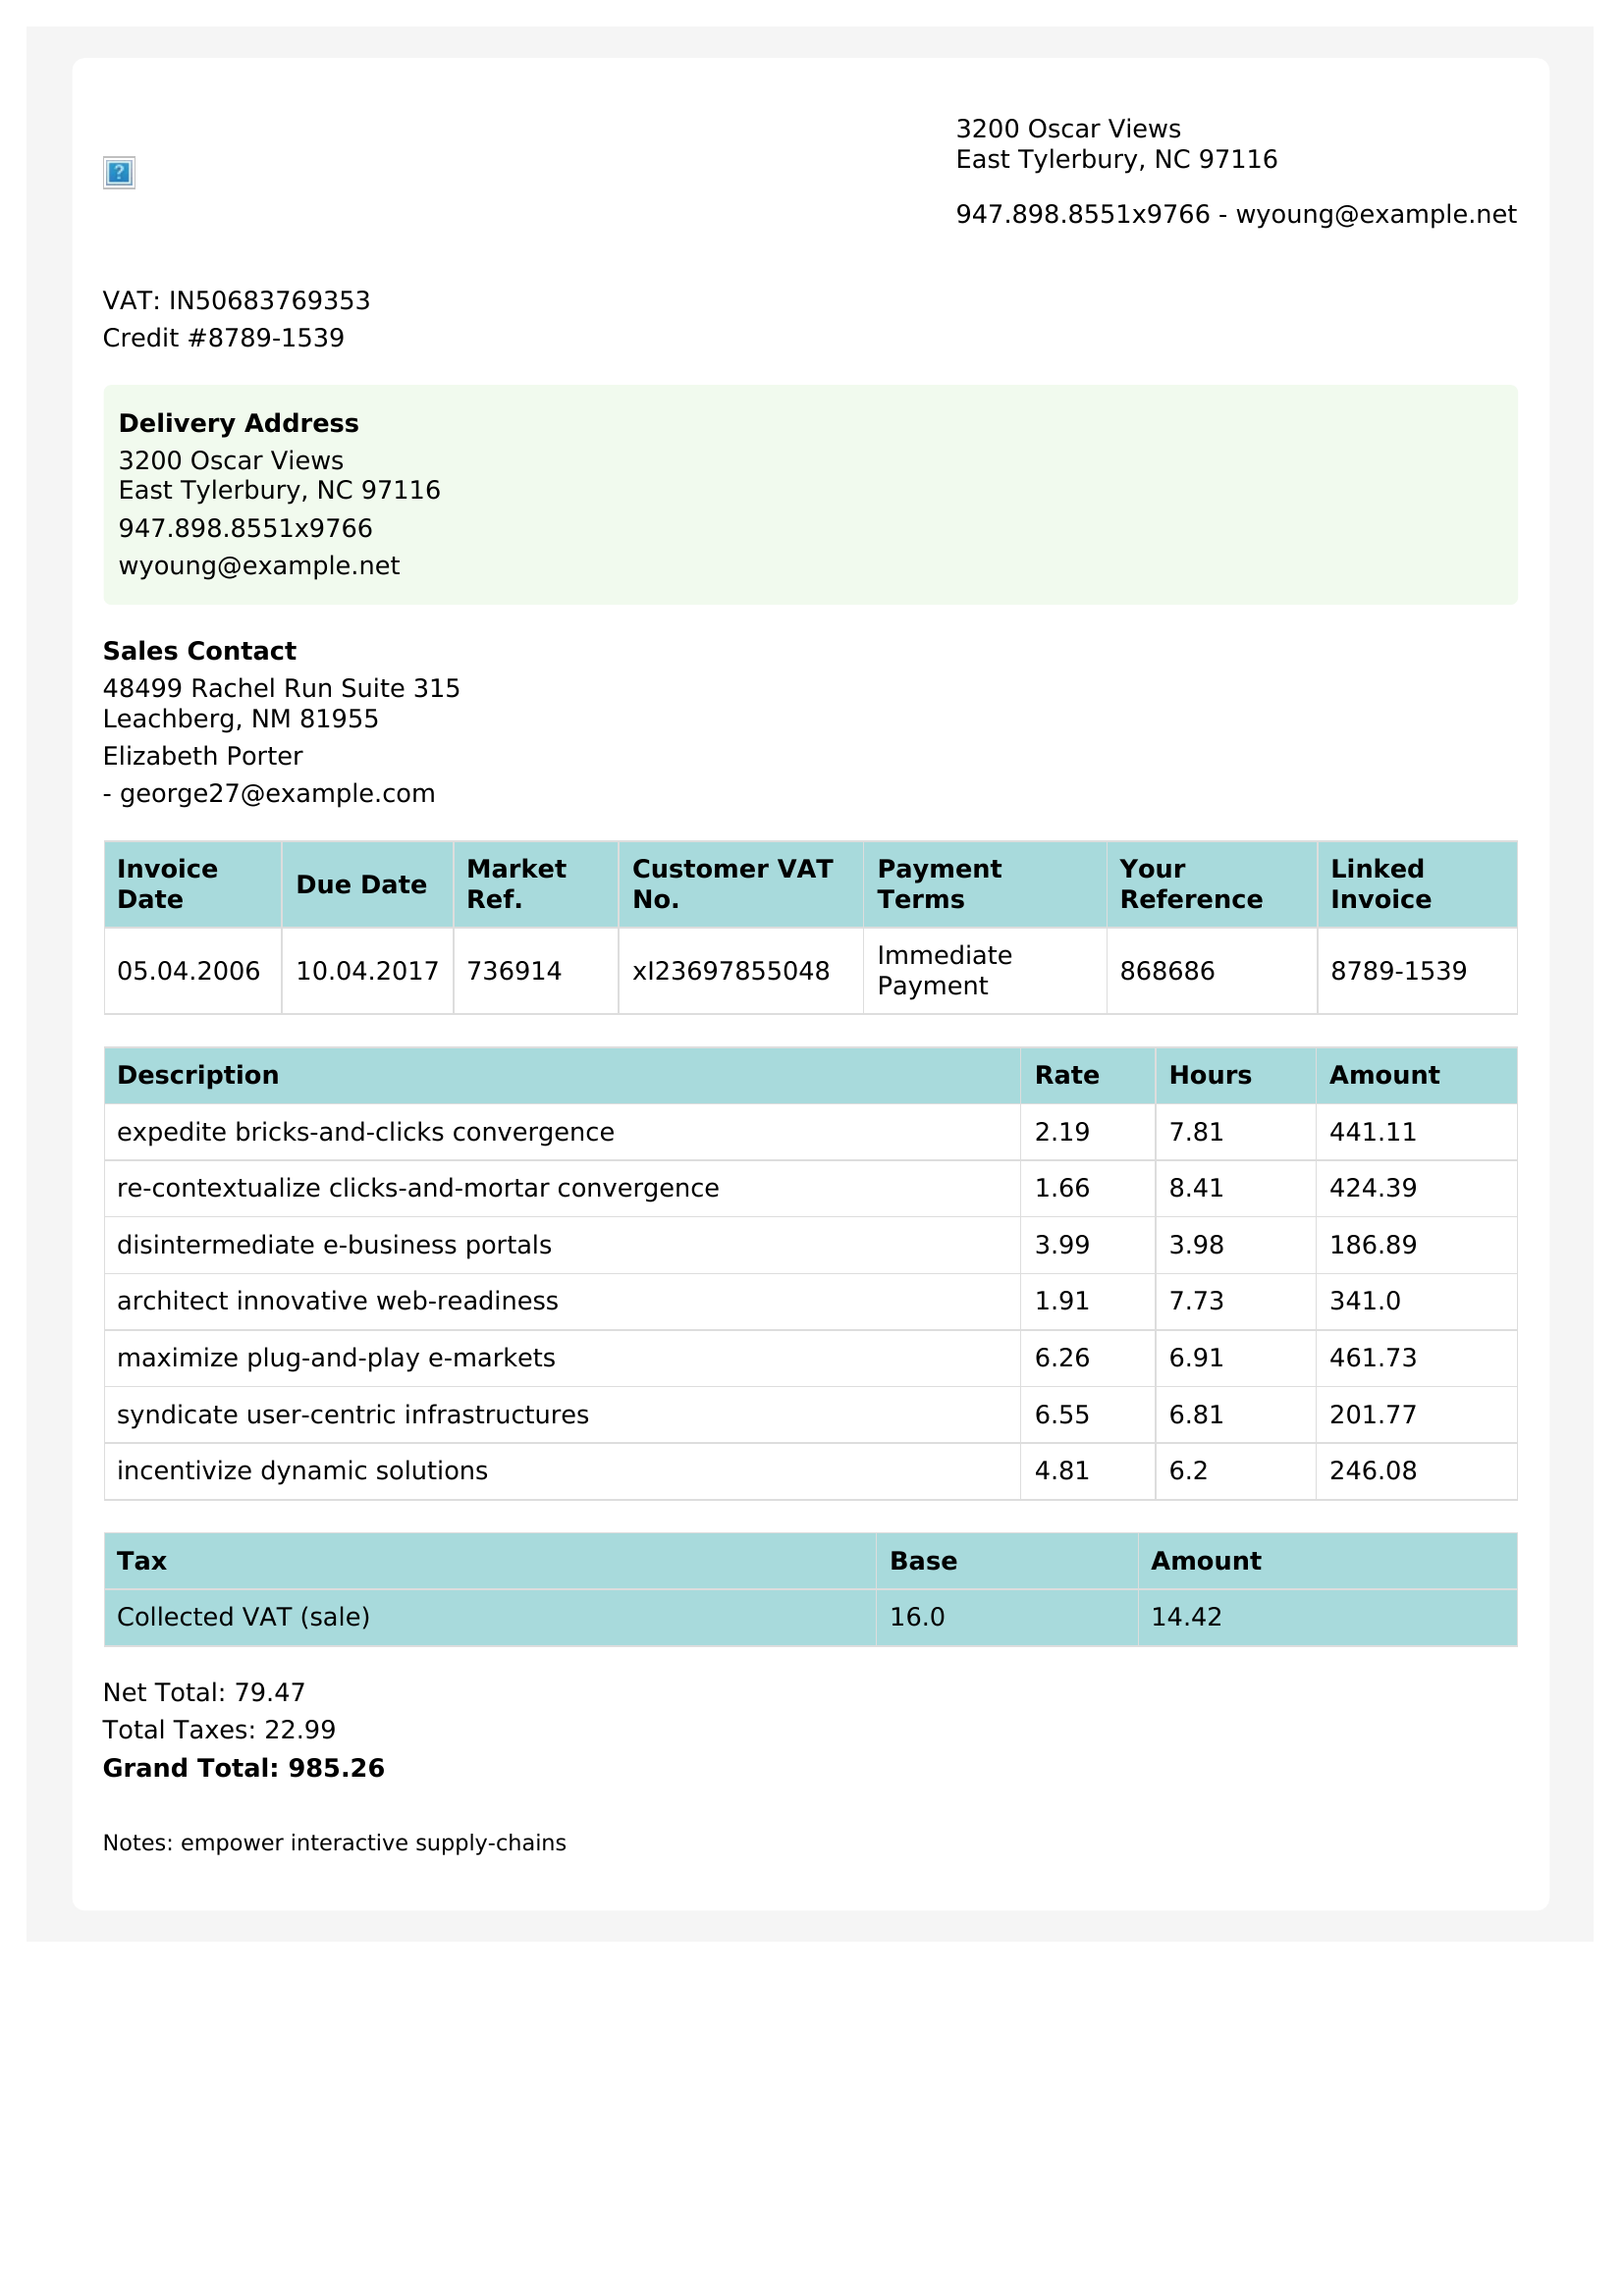 3200 Oscar Views
East Tylerbury, NC 97116
947.898.8551x9766 - wyoung@example.net
VAT: IN50683769353
Credit #8789-1539
Delivery Address
3200 Oscar Views
East Tylerbury, NC 97116
947.898.8551x9766
wyoung@example.net
Sales Contact
48499 Rachel Run Suite 315
Leachberg, NM 81955
Elizabeth Porter
- george27@example.com
Invoice Date Due Date Market Ref. Customer VAT No. Payment Terms Your Reference Linked Invoice
05.04.2006 10.04.2017 736914 xI23697855048 Immediate Payment 868686 8789-1539
Description Rate Hours Amount
expedite bricks-and-clicks convergence 2.19 7.81 441.11
re-contextualize clicks-and-mortar convergence 1.66 8.41 424.39
disintermediate e-business portals 3.99 3.98 186.89
architect innovative web-readiness 1.91 7.73 341.0
maximize plug-and-play e-markets 6.26 6.91 461.73
syndicate user-centric infrastructures 6.55 6.81 201.77
incentivize dynamic solutions 4.81 6.2 246.08
Tax Base Amount
Collected VAT (sale) 16.0 14.42
Net Total: 79.47
Total Taxes: 22.99
Grand Total: 985.26
Notes: empower interactive supply-chains